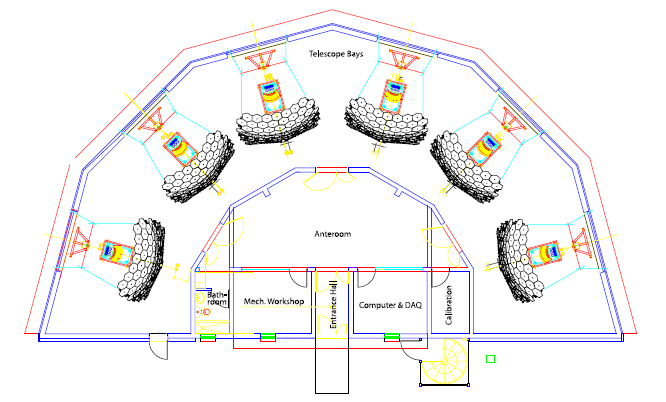 Telescope Bays
Anteroom
Bath-
room
Mech. Workshop
Entrance Hall
Computer & DAQ
Calibration